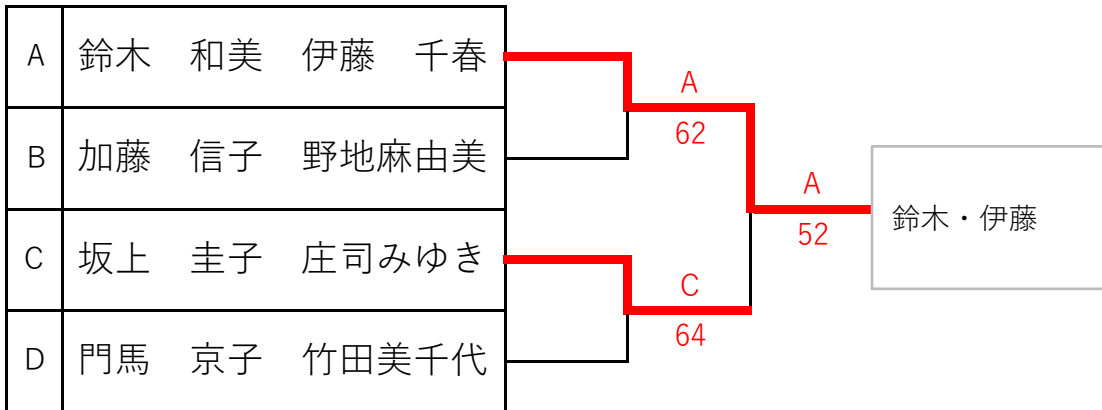 A 鈴木 和美 伊藤 千春
B 加藤 信子 野地麻由美
C 坂上 圭子 庄司みゆき
D 門馬 京子 竹田美千代
A
62
C
64
A
52
鈴木・伊藤